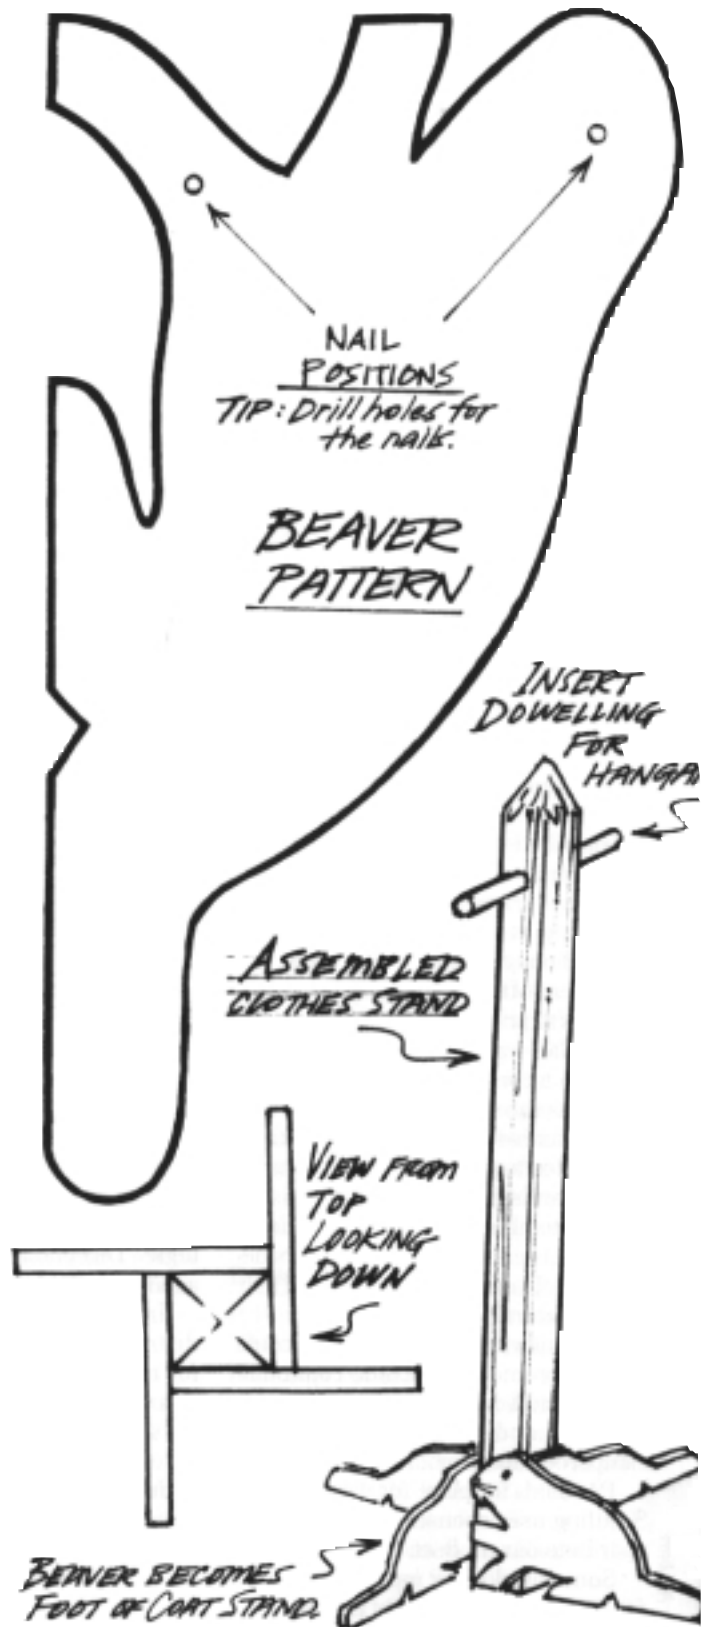 NAIL
POSITIONS
TIP: Drill holes for
the nails.
BEAVER
PATTERN
INSERT
DOWELLING
FOR
HANGA
ASSEMBLED
CLOTHES STAND
VIEW FROM
TOP
LOOKING
DOWN
BEAVER BECOMES
FOOT OF COAT STAND.